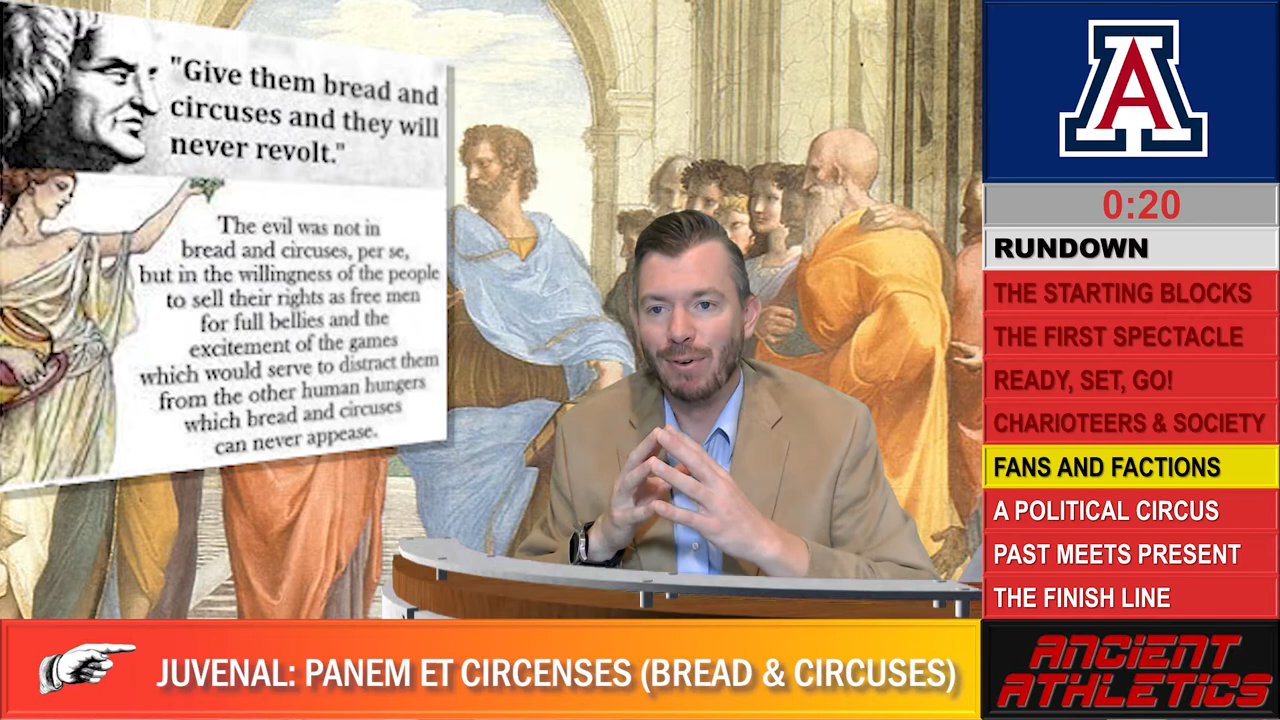 "Give them bread and
circuses and they will
never revolt."
The evil was not in
bread and circuses, per se,
but in the willingness of the people
to sell their rights as free men
for full bellies and the
excitement of the games
which would serve to distract them
from the other human hungers
which bread and circuses
can never appease.
A
0:20
RUNDOWN
THE STARTING BLOCKS
THE FIRST SPECTACLE
READY, SET, GO!
CHARIOTEERS & SOCIETY
FANS AND FACTIONS
A POLITICAL CIRCUS
PAST MEETS PRESENT
THE FINISH LINE
JUVENAL: PANEM ET CIRCENSES (BREAD & CIRCUSES)
ANCiENT
ATHLETiCS